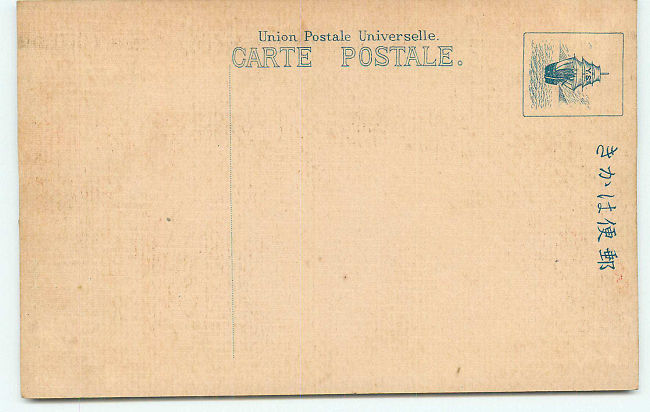 Union Postale Universelle.
CARTE POSTALE.
郵便はかき